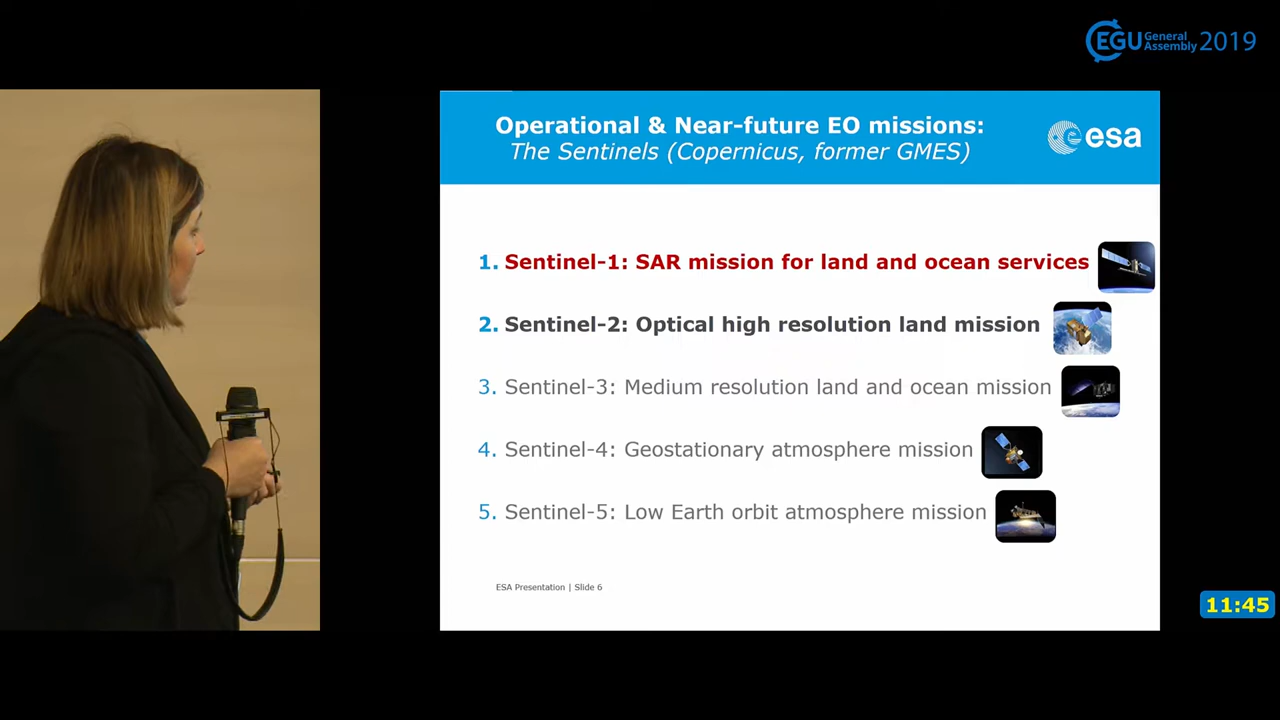 EGU General Assembly 2019
Operational & Near-future EO missions:
The Sentinels (Copernicus, former GMES)
esa
1. Sentinel-1: SAR mission for land and ocean services
2. Sentinel-2: Optical high resolution land mission
3. Sentinel-3: Medium resolution land and ocean mission
4. Sentinel-4: Geostationary atmosphere mission
5. Sentinel-5: Low Earth orbit atmosphere mission
ESA Presentation | Slide 6
11:45